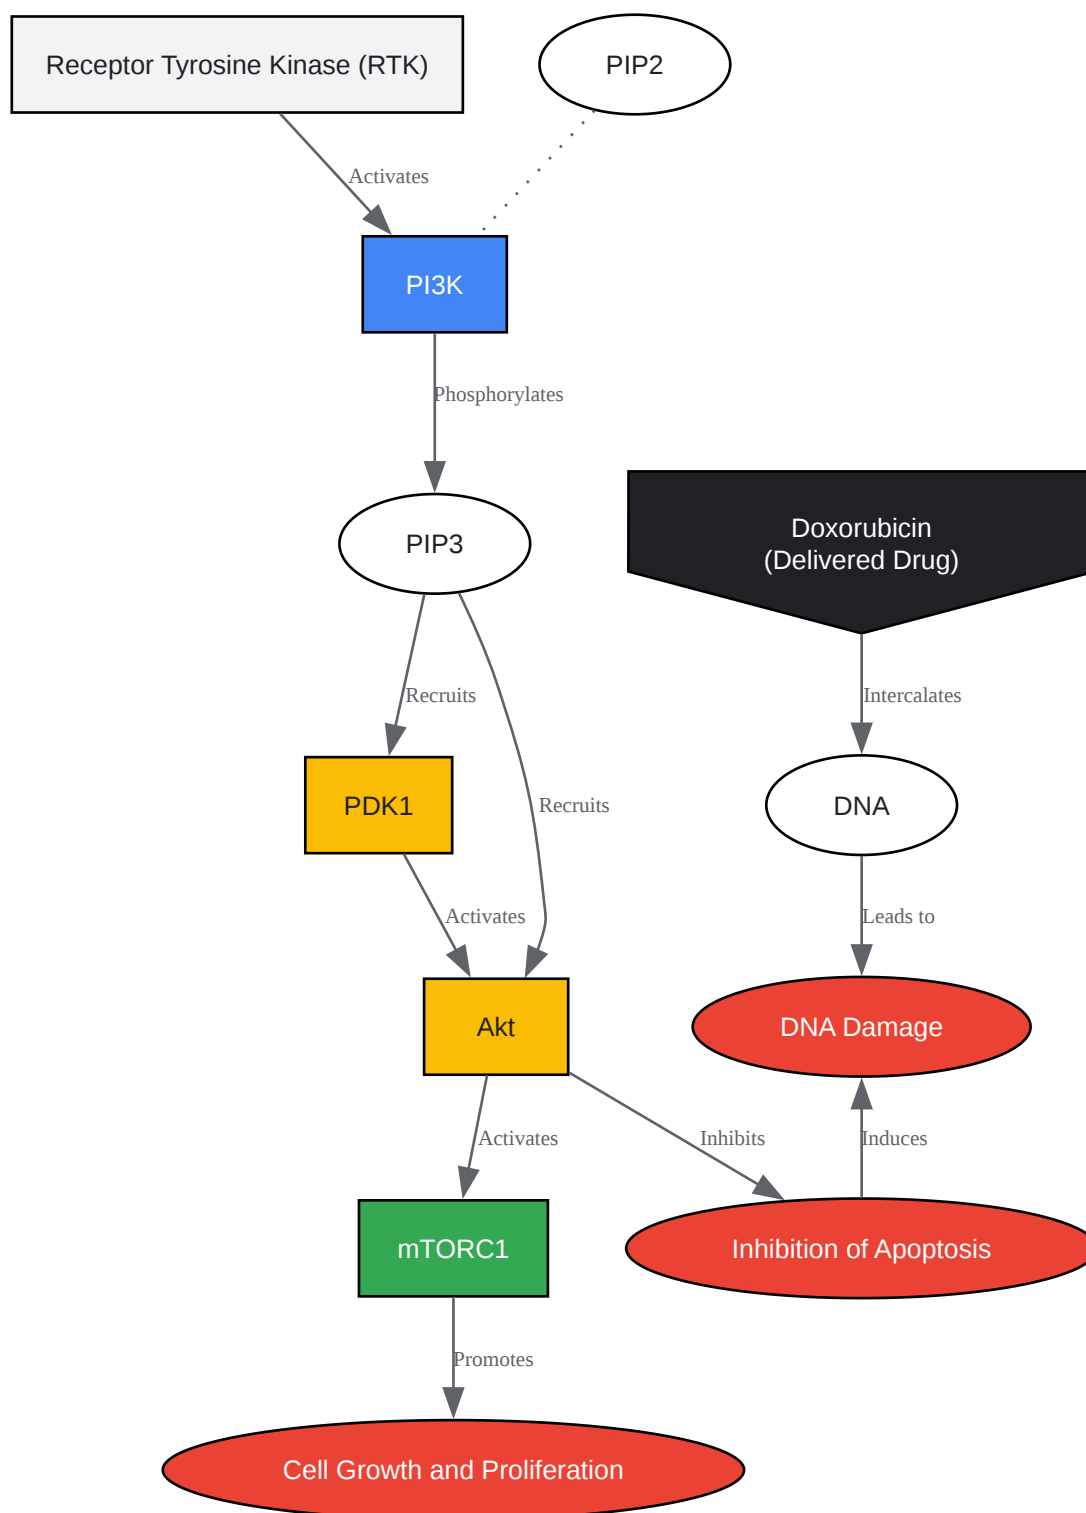 Receptor Tyrosine Kinase (RTK)
PIP2
Activates
PI3K
Phosphorylates
PIP3
Doxorubicin
(Delivered Drug)
Recruits
Intercalates
PDK1
Recruits
DNA
Activates
Leads to
Akt
DNA Damage
Activates
Inhibits
Induces
mTORC1
Inhibition of Apoptosis
Promotes
Cell Growth and Proliferation